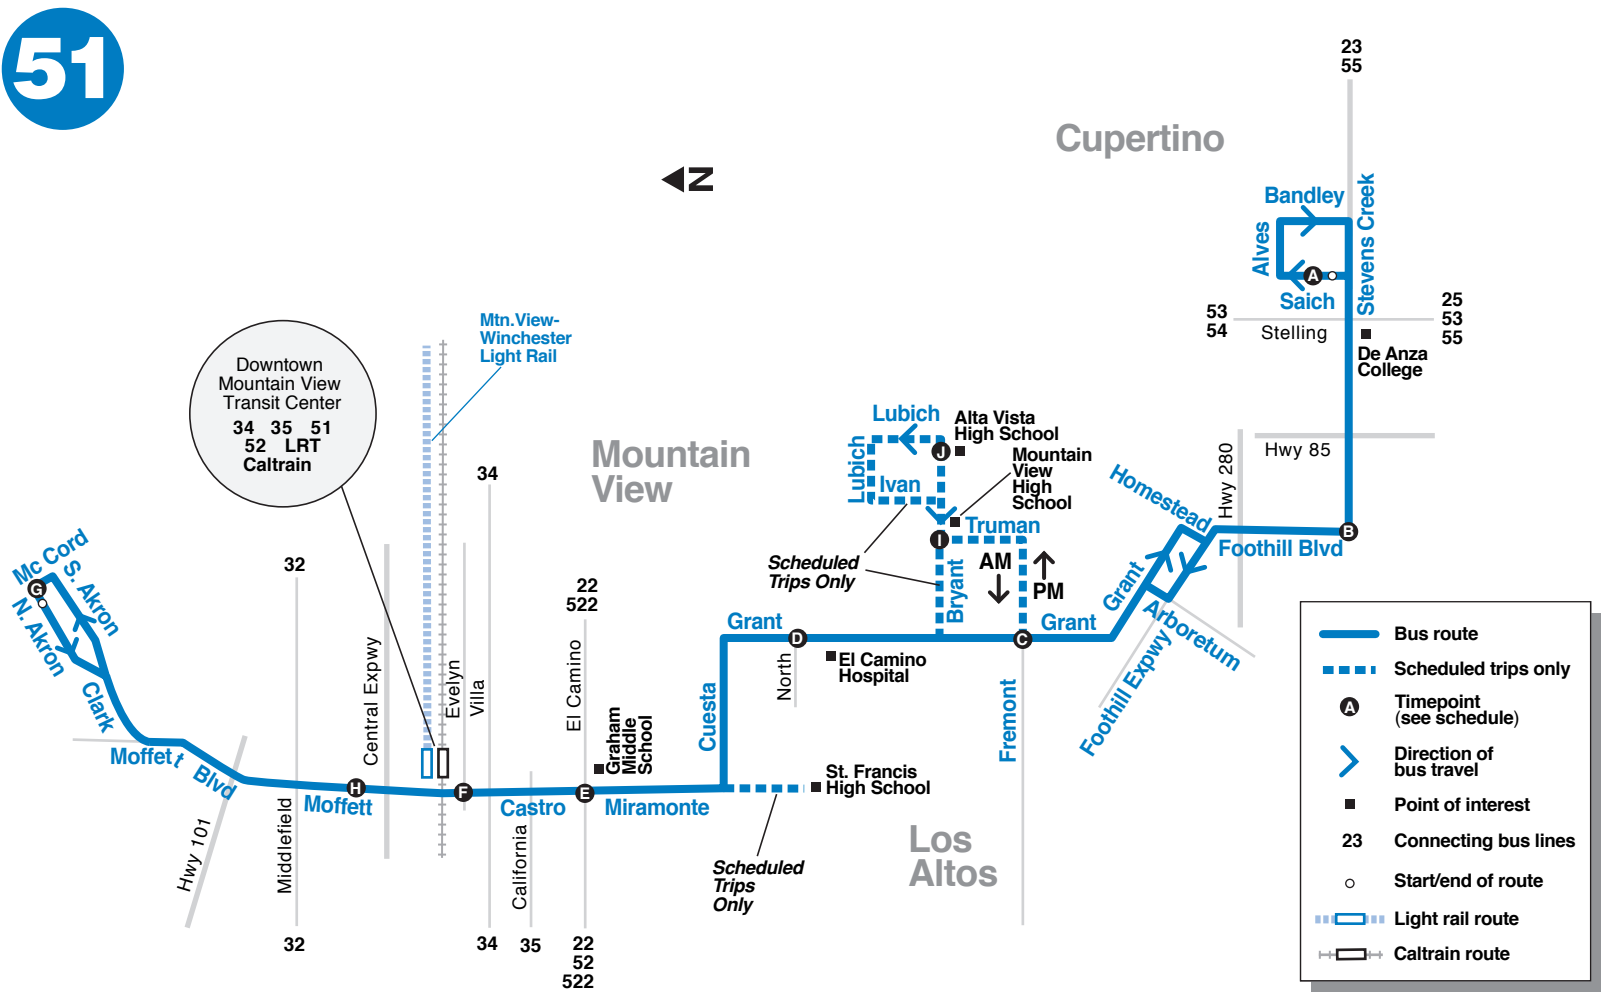 51
23
55
Cupertino
N
Bandley
Alves
Stevens Creek
A
Saich
53
54
Stelling
25
53
55
De Anza
College
Mtn.View-
Winchester
Light Rail
Downtown
Mountain View
Transit Center
34 35 51
52 LRT
Caltrain
Mountain
View
34
Lubich
Lubich
Ivan
J
Alta Vista
High School
Mountain
View
High
School
I
Truman
Scheduled
Trips Only
Bryant
AM
PM
Hwy 85
Hwy 280
Homestead
B
Foothill Blvd
Grant
Arboretum
Foothill Expwy
Mc Cord
G
S. Akron
N. Akron
Clark
32
22
522
Grant
D
C
Grant
El Camino
Hospital
North
Central Expwy
Evelyn
Villa
El Camino
Graham
Middle
School
Cuesta
Fremont
Moffett
Blvd
Hwy 101
Middlefield
H
Moffett
F
Castro
E
Miramonte
St. Francis
High School
California
Scheduled
Trips
Only
Los
Altos
32
34
35
22
52
522
Bus route
Scheduled trips only
A
Timepoint
(see schedule)
Direction of
bus travel
Point of interest
23
Connecting bus lines
Start/end of route
Light rail route
Caltrain route